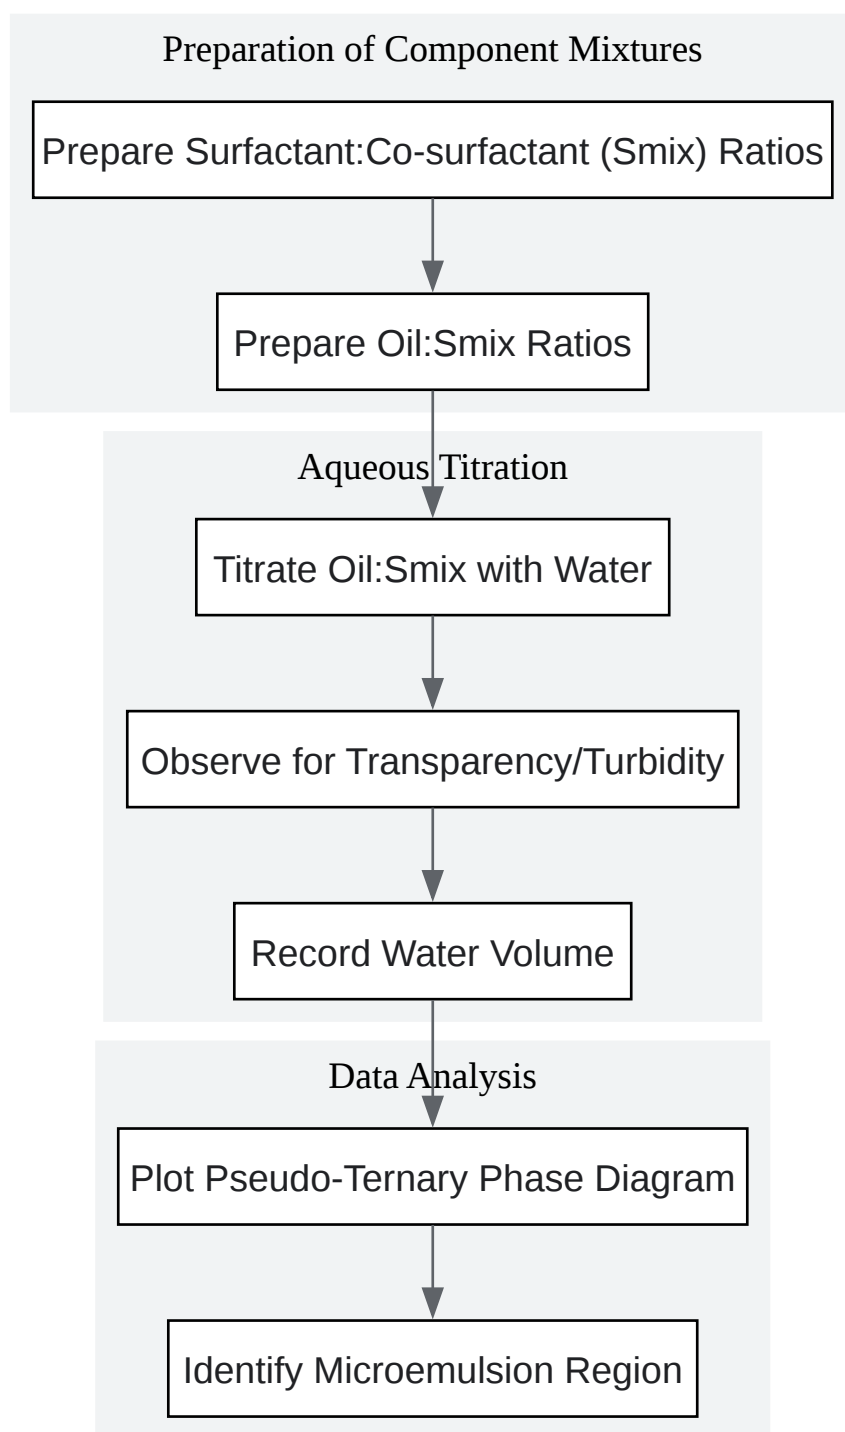 Preparation of Component Mixtures
Prepare Surfactant:Co-surfactant (Smix) Ratios
Prepare Oil:Smix Ratios
Aqueous Titration
Titrate Oil:Smix with Water
Observe for Transparency/Turbidity
Record Water Volume
Data Analysis
Plot Pseudo-Ternary Phase Diagram
Identify Microemulsion Region